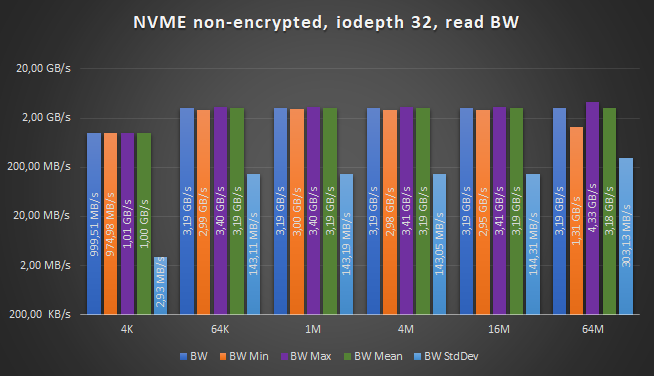 NVME non-encrypted, iodepth 32, read BW
20,00 GB/s
2,00 GB/s
200,00 MB/s
20,00 MB/s
2,00 MB/s
200,00 KB/s
999,51 MB/s
974,98 MB/s
1,01 GB/s
1,00 GB/s
2,93 MB/s
3,19 GB/s
2,99 GB/s
3,40 GB/s
3,19 GB/s
143,11 MB/s
3,19 GB/s
3,00 GB/s
3,40 GB/s
3,19 GB/s
143,19 MB/s
3,19 GB/s
2,98 GB/s
3,41 GB/s
3,19 GB/s
143,05 MB/s
3,19 GB/s
2,95 GB/s
3,41 GB/s
3,19 GB/s
144,31 MB/s
3,19 GB/s
1,31 GB/s
4,33 GB/s
3,18 GB/s
303,13 MB/s
4K 64K 1M 4M 16M 64M
BW BW Min BW Max BW Mean BW StdDev